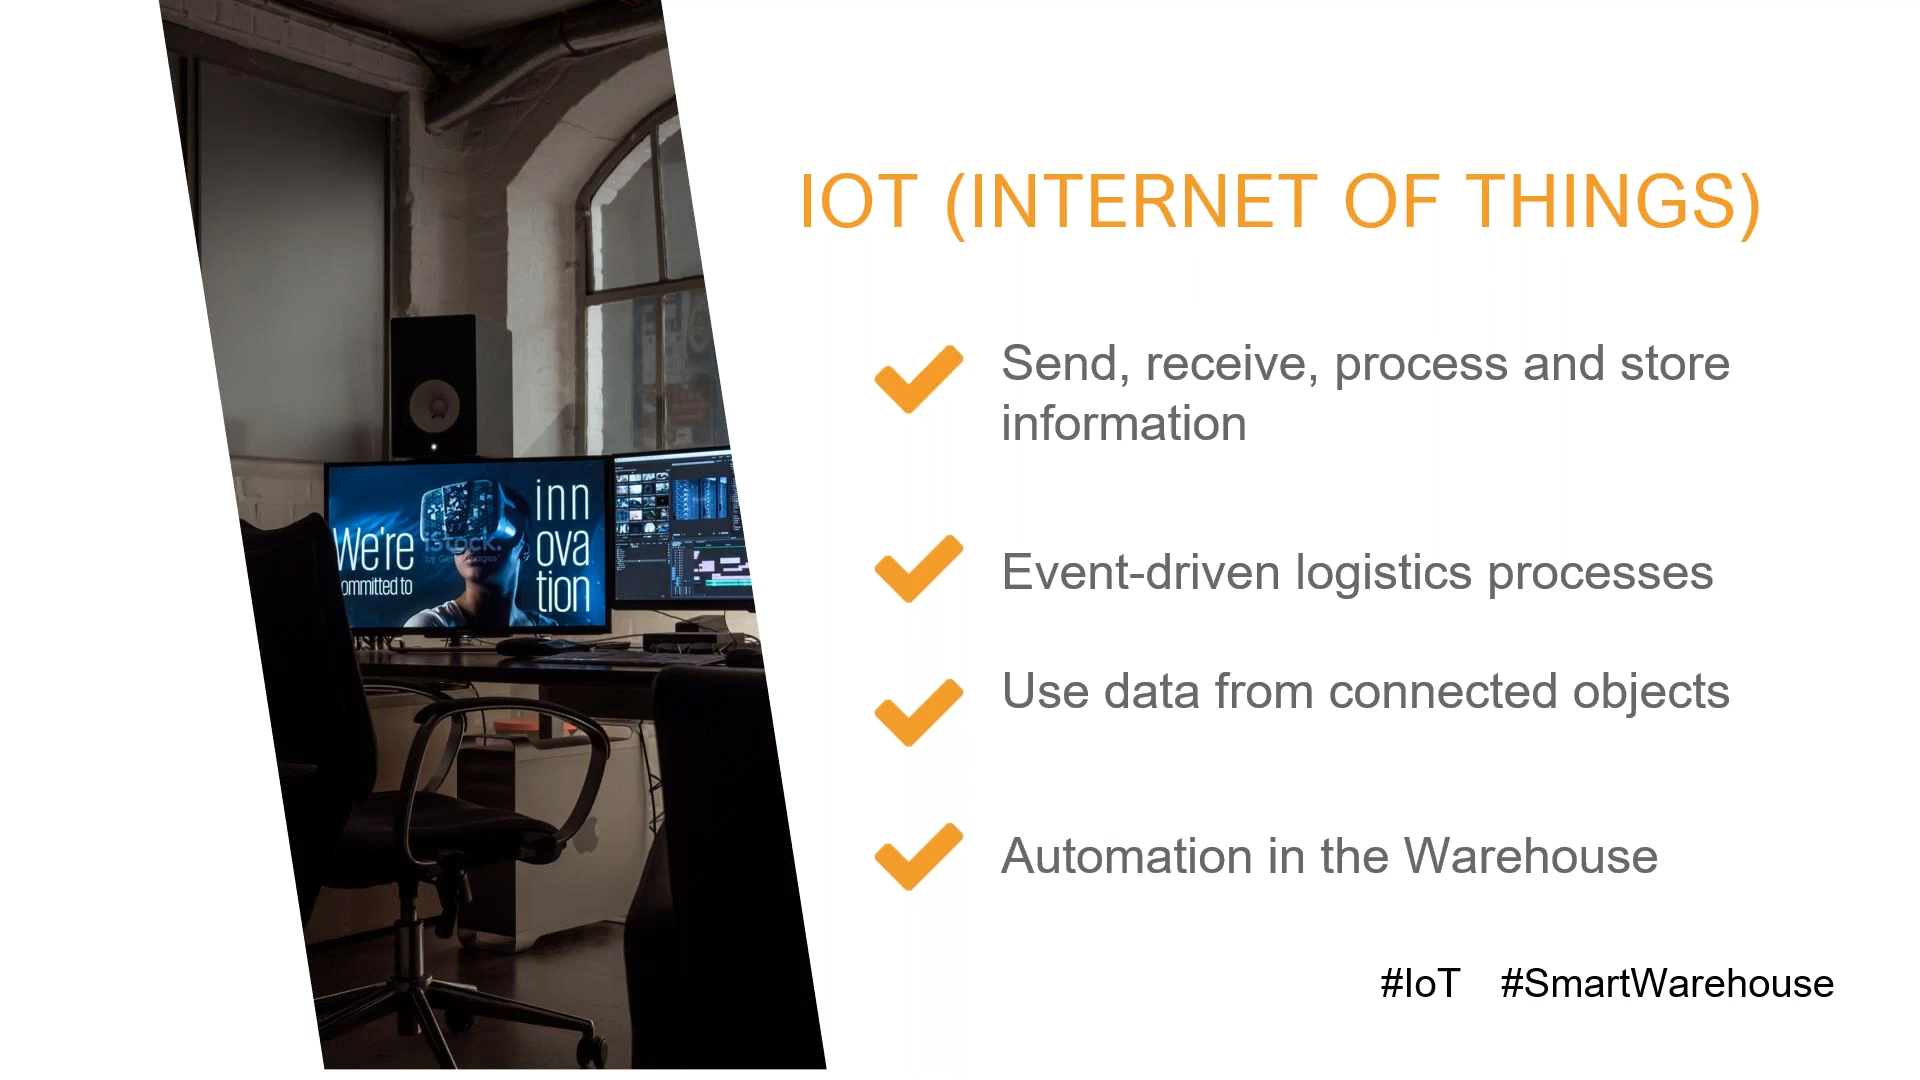 IOT (INTERNET OF THINGS)
Send, receive, process and store
information
Event-driven logistics processes
Use data from connected objects
Automation in the Warehouse
#IoT #SmartWarehouse
We're
ommitted to
inn
ova
tion
iStock.